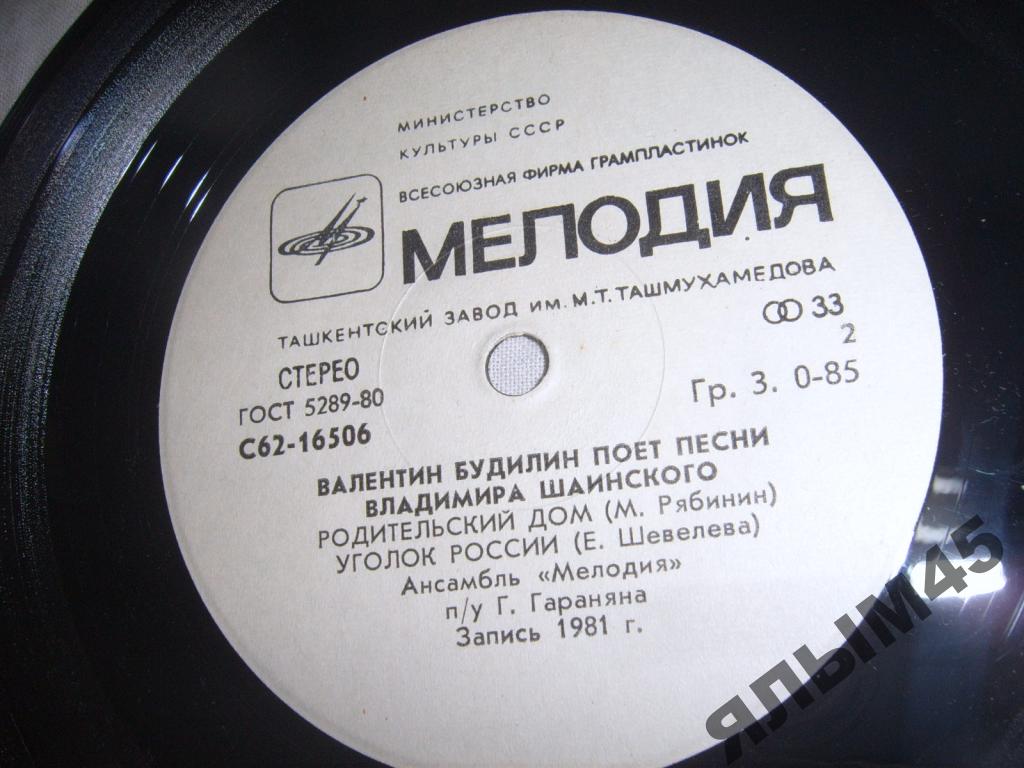 МИНИСТЕРСТВО
КУЛЬТУРЫ СССР
ВСЕСОЮЗНАЯ ФИРМА ГРАМПЛАСТИНОК
МЕЛОДИЯ
ТАШКЕНТСКИЙ ЗАВОД ИМ. М.Т. ТАШМУХАМЕДОВА
СТЕРЕО
33
2
ГОСТ 5289-80
Гр. 3. 0-85
С62-16506
ВАЛЕНТИН БУДИЛИН ПОЕТ ПЕСНИ
ВЛАДИМИРА ШАИНСКОГО
РОДИТЕЛЬСКИЙ ДОМ (М. Рябинин)
УГОЛОК РОССИИ (Е. Шевелева)
Ансамбль «Мелодия»
п/у Г. Гараняна
Запись 1981 г.
ЯЛЫМ45